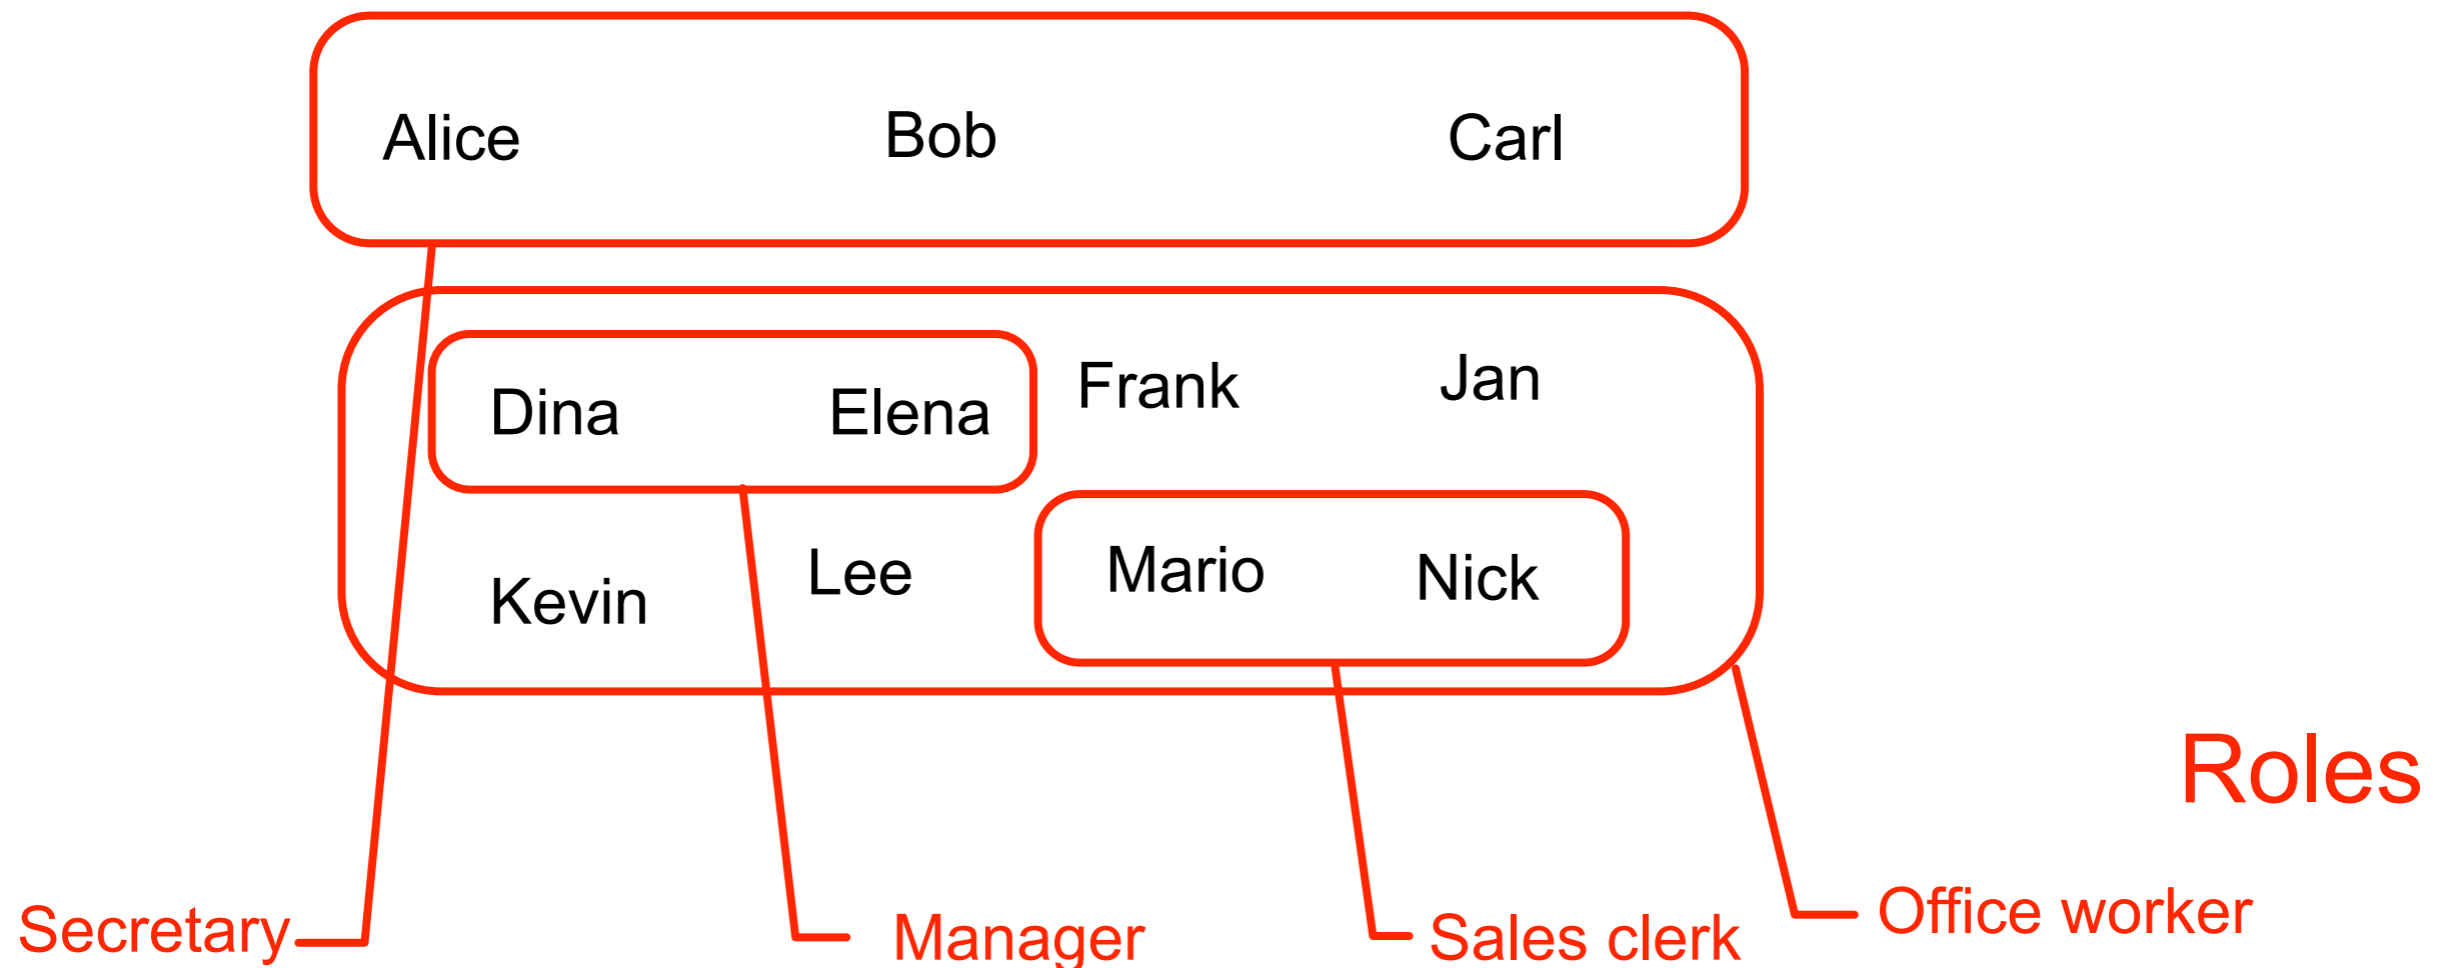 Alice Bob Carl
Dina Elena Frank Jan
Kevin Lee Mario Nick
Roles
Secretary Manager Sales clerk Office worker